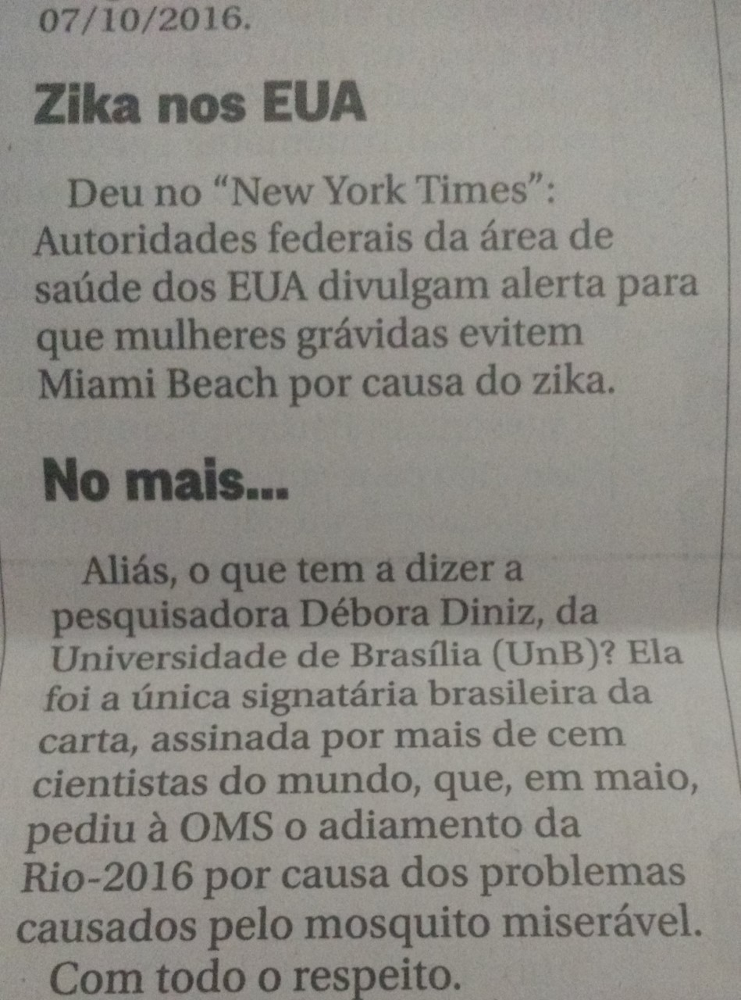 07/10/2016.
Zika nos EUA
Deu no “New York Times”:
Autoridades federais da área de
saúde dos EUA divulgam alerta para
que mulheres grávidas evitem
Miami Beach por causa do zika.
No mais...
Aliás, o que tem a dizer a
pesquisadora Débora Diniz, da
Universidade de Brasília (UnB)? Ela
foi a única signatária brasileira da
carta, assinada por mais de cem
cientistas do mundo, que, em maio,
pediu à OMS o adiamento da
Rio-2016 por causa dos problemas
causados pelo mosquito miserável.
Com todo o respeito.